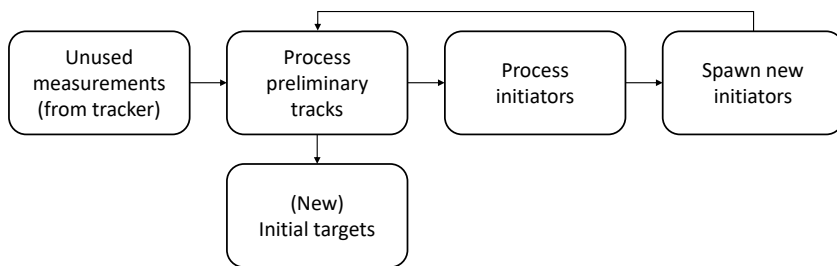 Unused
measurements
(from tracker)
Process
preliminary
tracks
Process
initiators
Spawn new
initiators
(New)
Initial targets